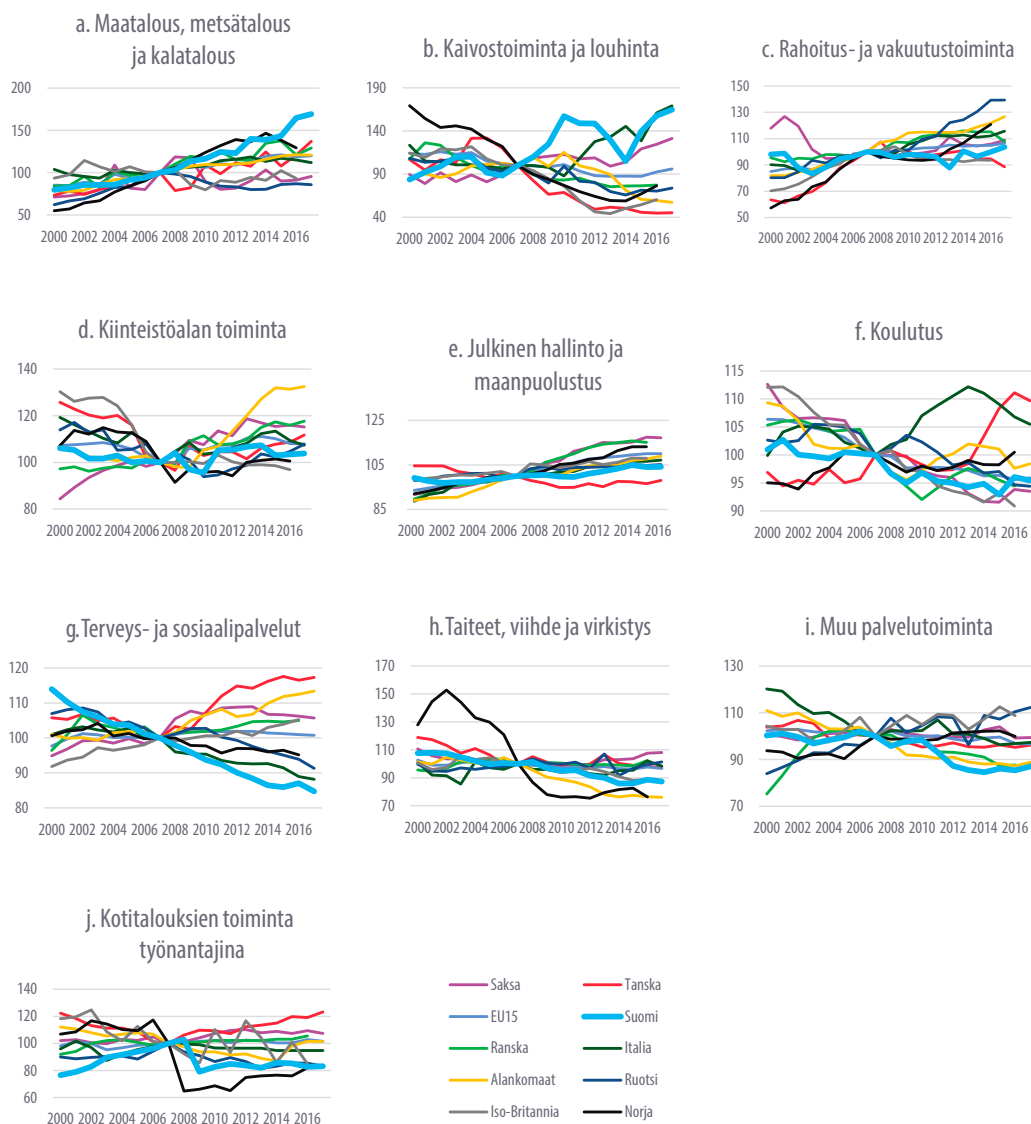 a. Maatalous, metsätalous
ja kalatalous
200
150
100
50
0
2000 2002 2004 2006 2008 2010 2012 2014 2016
b. Kaivostoiminta ja louhinta
190
140
90
40
2000 2002 2004 2006 2008 2010 2012 2014 2016
c. Rahoitus- ja vakuutustoiminta
150
130
110
90
70
50
2000 2002 2004 2006 2008 2010 2012 2014 2016
d. Kiinteistöalan toiminta
140
120
100
80
2000 2002 2004 2006 2008 2010 2012 2014 2016
e. Julkinen hallinto ja
maanpuolustus
125
105
85
2000 2002 2004 2006 2008 2010 2012 2014 2016
f. Koulutus
115
110
105
100
95
90
2000 2002 2004 2006 2008 2010 2012 2014 2016
g. Terveys- ja sosiaalipalvelut
120
110
100
90
80
2000 2002 2004 2006 2008 2010 2012 2014 2016
h. Taiteet, viihde ja virkistys
170
150
130
110
90
70
2000 2002 2004 2006 2008 2010 2012 2014 2016
i. Muu palvelutoiminta
130
110
90
70
2000 2002 2004 2006 2008 2010 2012 2014 2016
j. Kotitalouksien toiminta
työnantajina
140
120
100
80
60
2000 2002 2004 2006 2008 2010 2012 2014 2016
Saksa Tanska
EU15 Suomi
Ranska Italia
Alankomaat Ruotsi
Iso-Britannia Norja